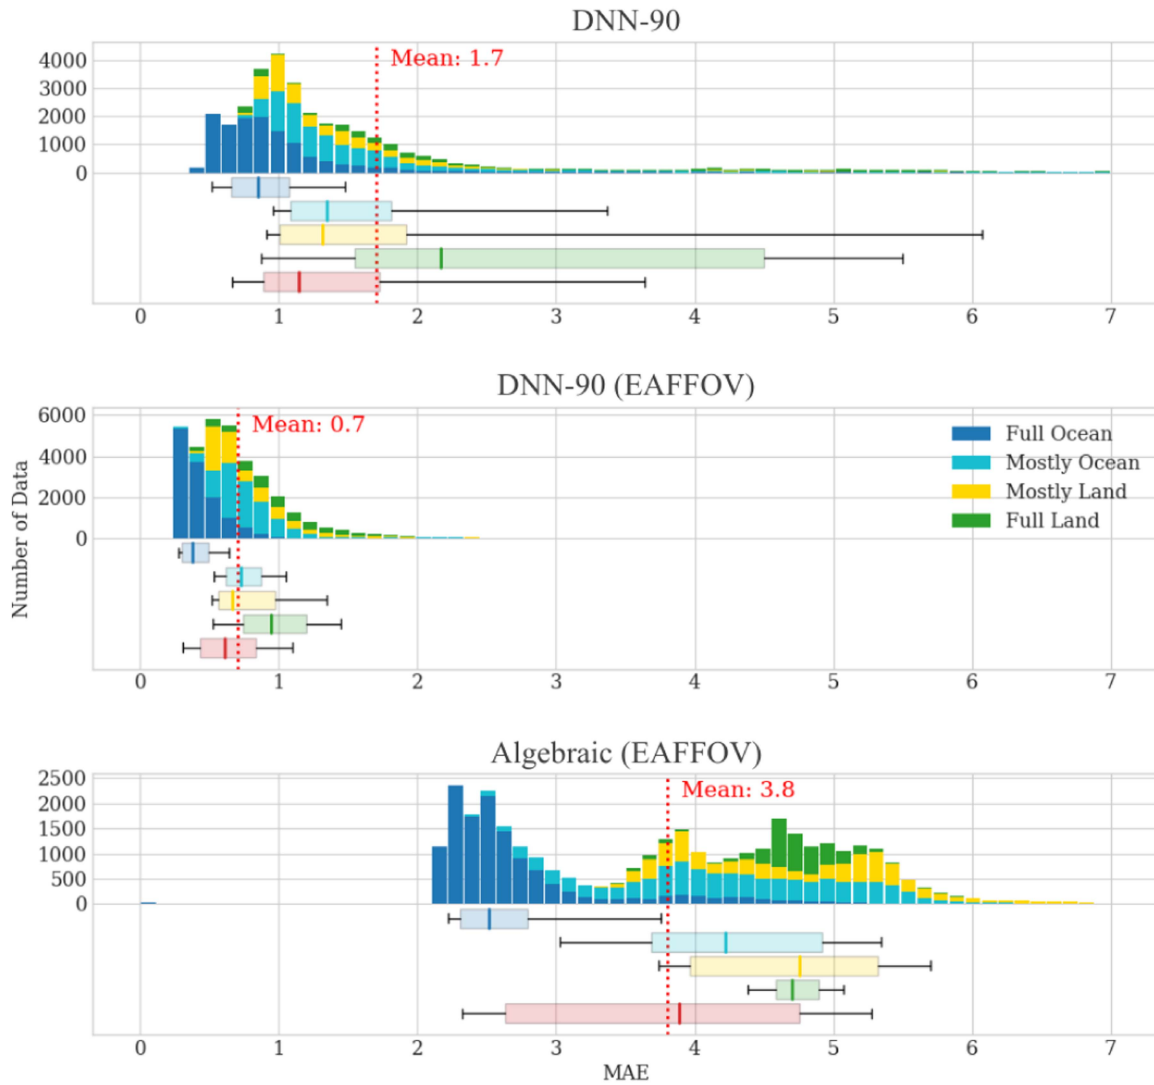 DNN-90
Mean: 1.7
4000
3000
2000
1000
0
0 1 2 3 4 5 6 7
DNN-90 (EAFFOV)
Mean: 0.7
6000
4000
2000
0
Full Ocean
Mostly Ocean
Mostly Land
Full Land
Number of Data
0 1 2 3 4 5 6 7
Algebraic (EAFFOV)
Mean: 3.8
2500
2000
1500
1000
500
0
0 1 2 3 4 5 6 7
MAE